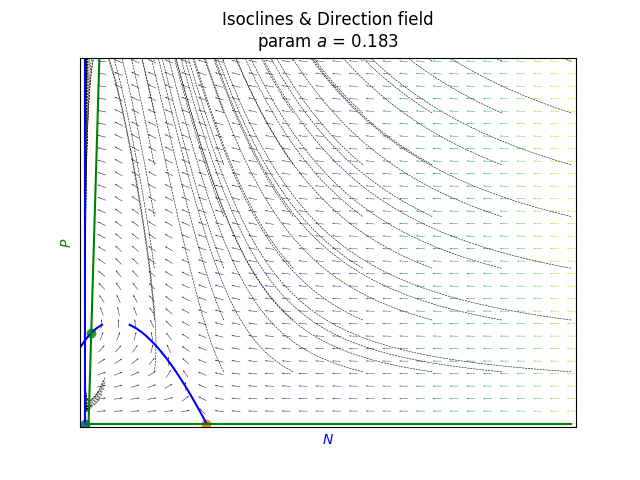 Isoclines & Direction field
param a = 0.183
P
N